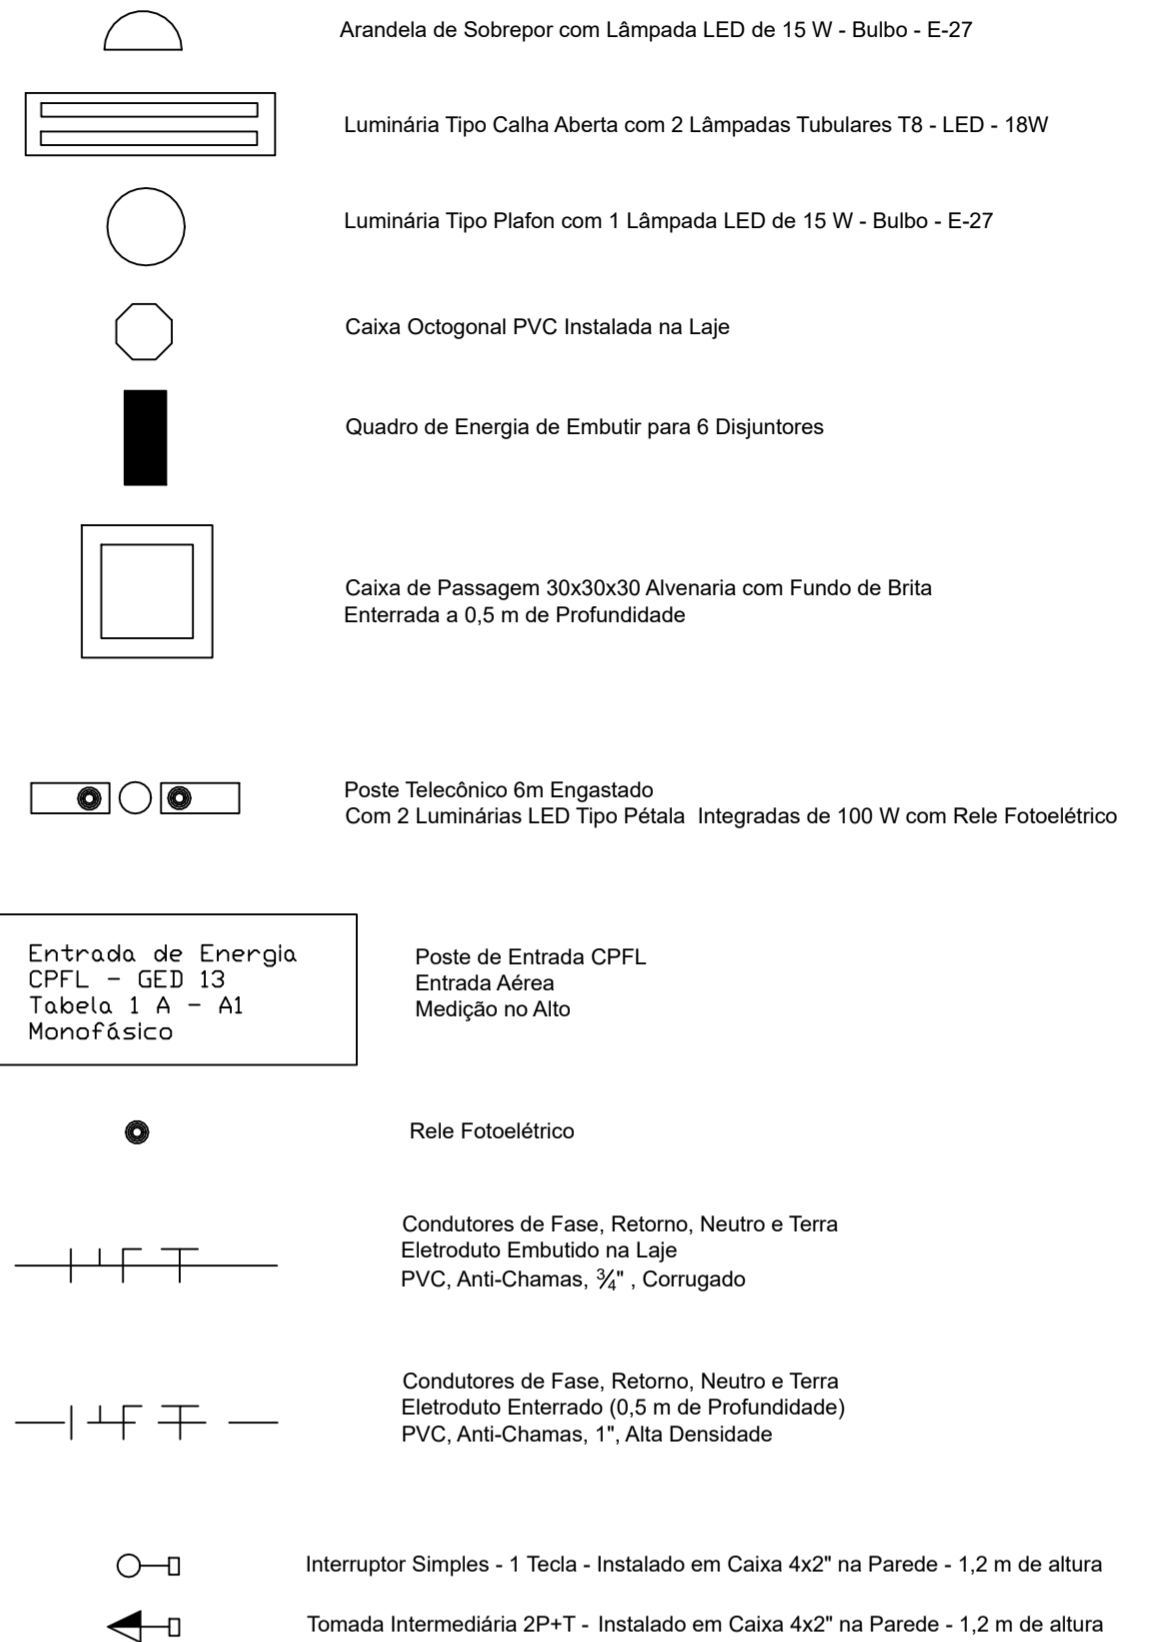 Arandela de Sobrepor com Lâmpada LED de 15 W - Bulbo - E-27
Luminária Tipo Calha Aberta com 2 Lâmpadas Tubulares T8 - LED - 18W
Luminária Tipo Plafon com 1 Lâmpada LED de 15 W - Bulbo - E-27
Caixa Octogonal PVC Instalada na Laje
Quadro de Energia de Embutir para 6 Disjuntores
Caixa de Passagem 30x30x30 Alvenaria com Fundo de Brita
Enterrada a 0,5 m de Profundidade
Poste Telecônico 6m Engastado
Com 2 Luminárias LED Tipo Pétala Integradas de 100 W com Rele Fotoelétrico
Entrada de Energia
CPFL - GED 13
Tabela 1 A - A1
Monofásico
Poste de Entrada CPFL
Entrada Aérea
Medição no Alto
Rele Fotoelétrico
Condutores de Fase, Retorno, Neutro e Terra
Eletroduto Embutido na Laje
PVC, Anti-Chamas, ¾" , Corrugado
Condutores de Fase, Retorno, Neutro e Terra
Eletroduto Enterrado (0,5 m de Profundidade)
PVC, Anti-Chamas, 1", Alta Densidade
Interruptor Simples - 1 Tecla - Instalado em Caixa 4x2" na Parede - 1,2 m de altura
Tomada Intermediária 2P+T - Instalado em Caixa 4x2" na Parede - 1,2 m de altura